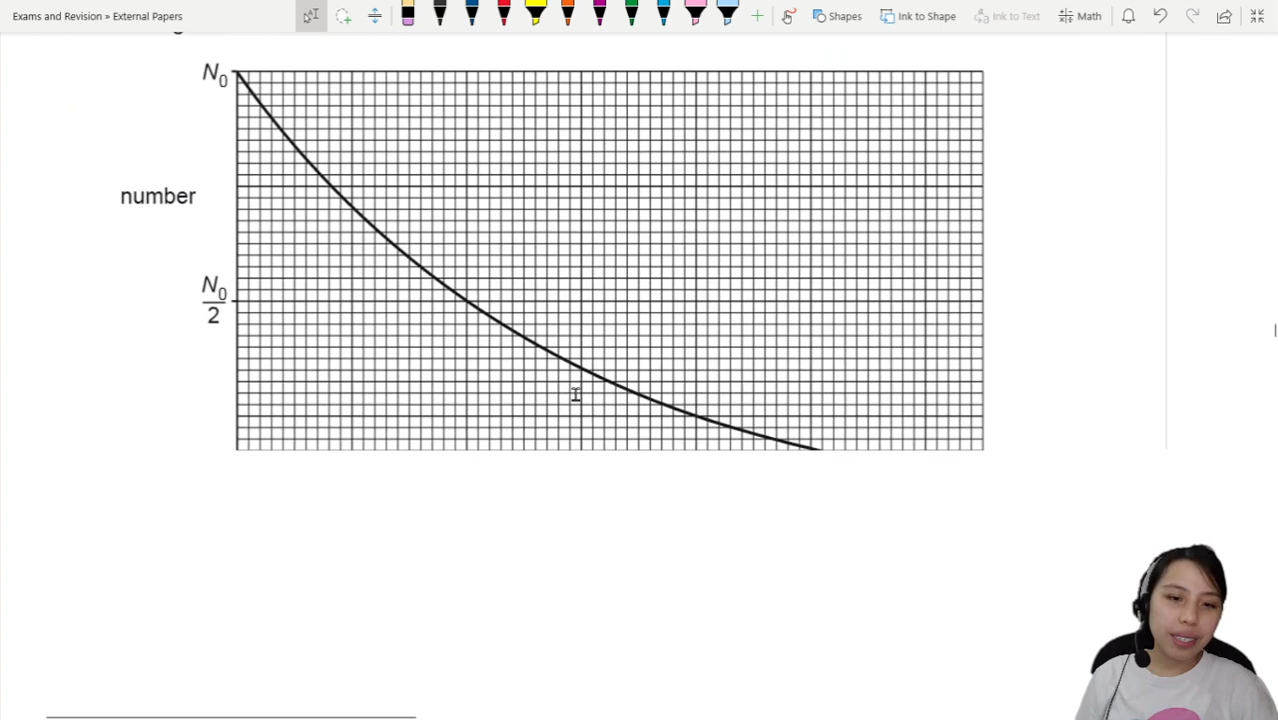 Exams and Revision » External Papers
Shapes
Ink to Shape
Ink to Text
Math
N₀
number
N₀
2